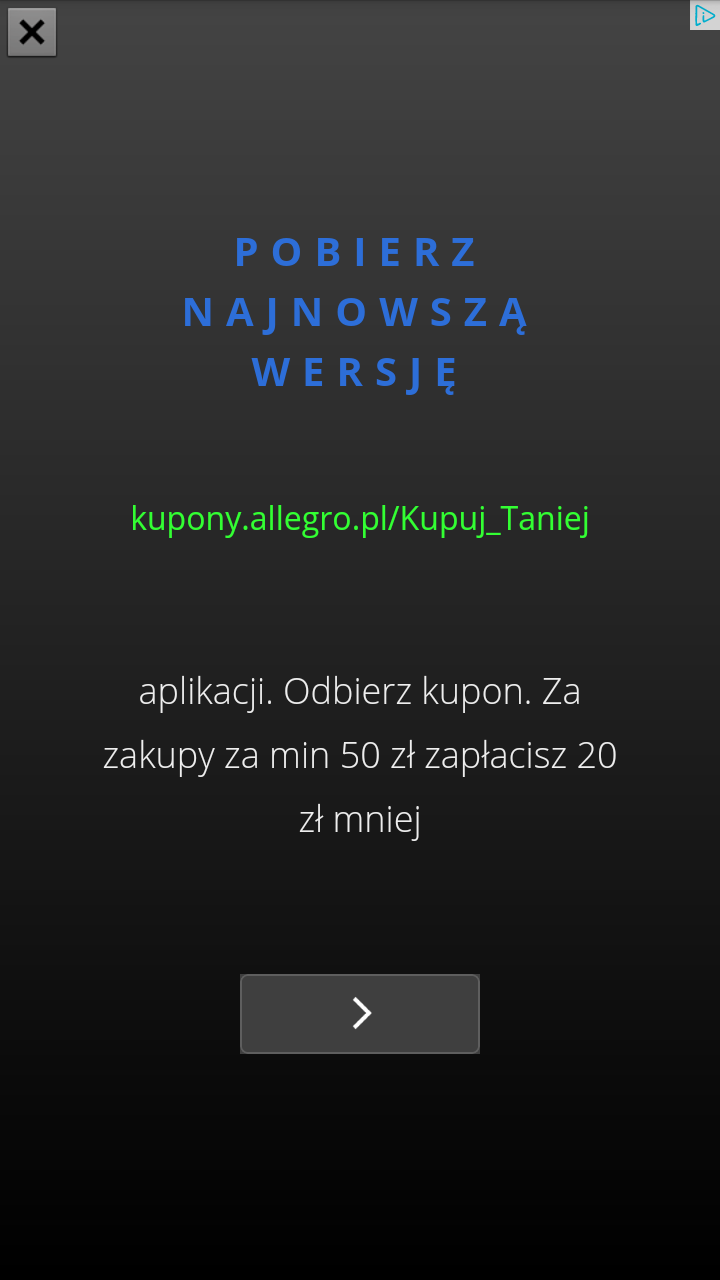 POBIERZ
NAJNOWSZĄ
WERSJĘ
kupony.allegro.pl/Kupuj_Taniej
aplikacji. Odbierz kupon. Za
zakupy za min 50 zł zapłacisz 20
zł mniej